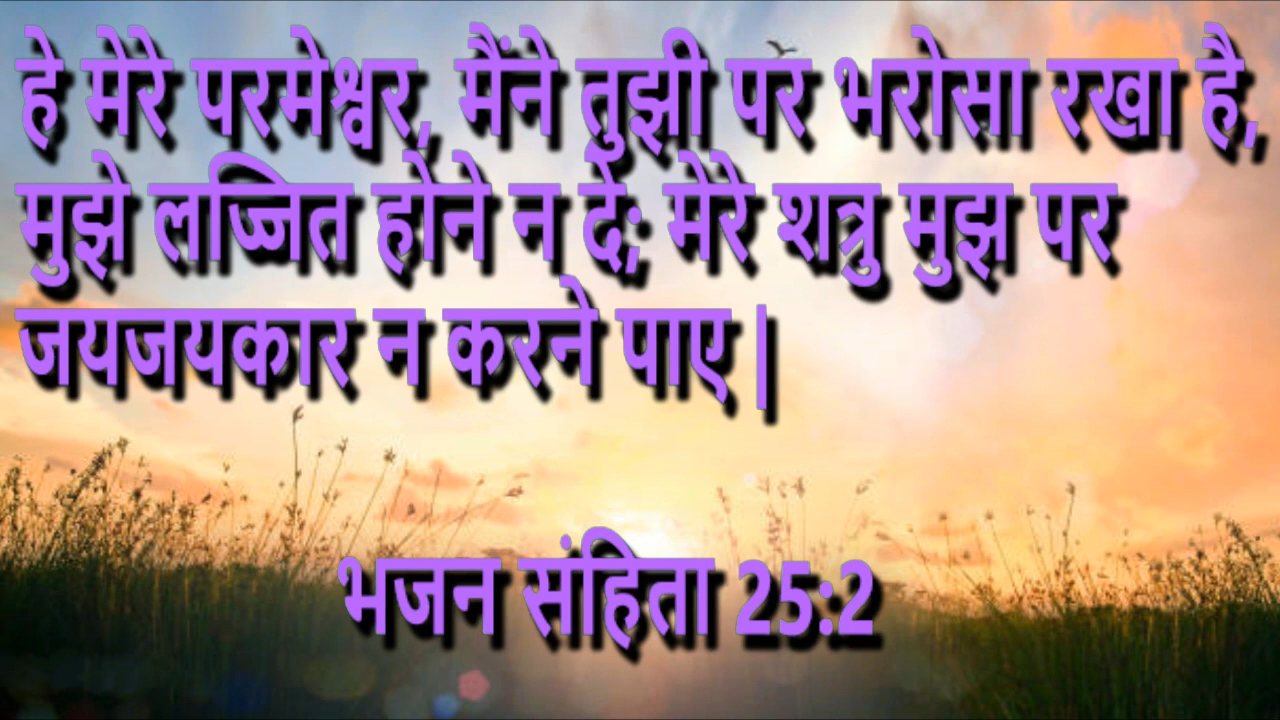 हे मेरे परमेश्वर, मैंने तुझी पर भरोसा रखा है,
मुझे लज्जित होने न दे; मेरे शत्रु मुझ पर
जयजयकार न करने पाए |
भजन संहिता 25:2